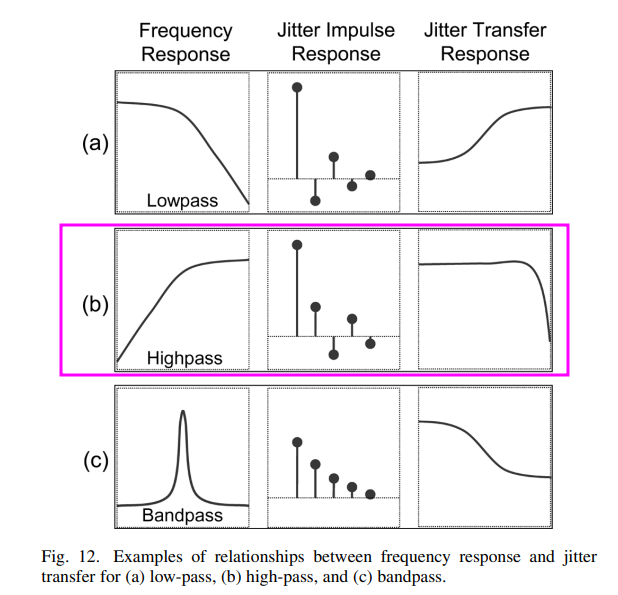 Frequency Response
Jitter Impulse Response
Jitter Transfer Response
(a)
Lowpass
(b)
Highpass
(c)
Bandpass
Fig. 12. Examples of relationships between frequency response and jitter
transfer for (a) low-pass, (b) high-pass, and (c) bandpass.